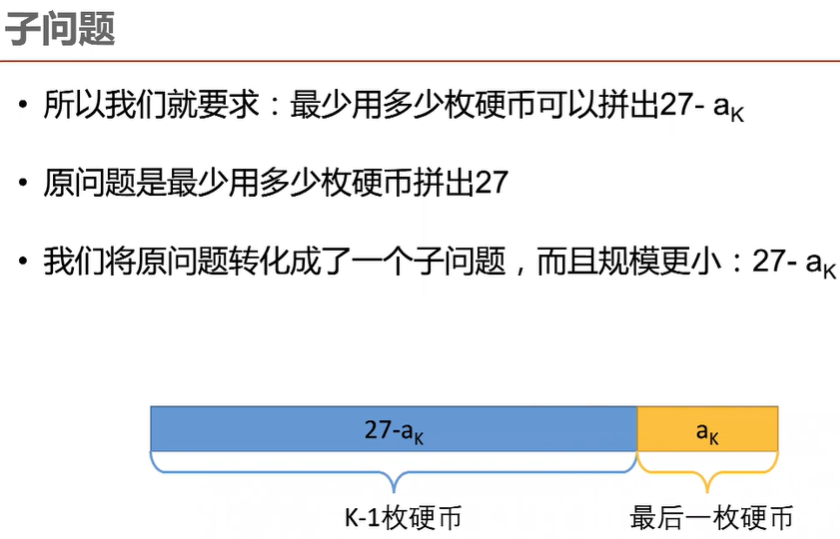 子问题
• 所以我们就要求：最少用多少枚硬币可以拼出27- aK
• 原问题是最少用多少枚硬币拼出27
• 我们将原问题转化成了一个子问题，而且规模更小：27- aK
27-aK aK
K-1枚硬币 最后一枚硬币